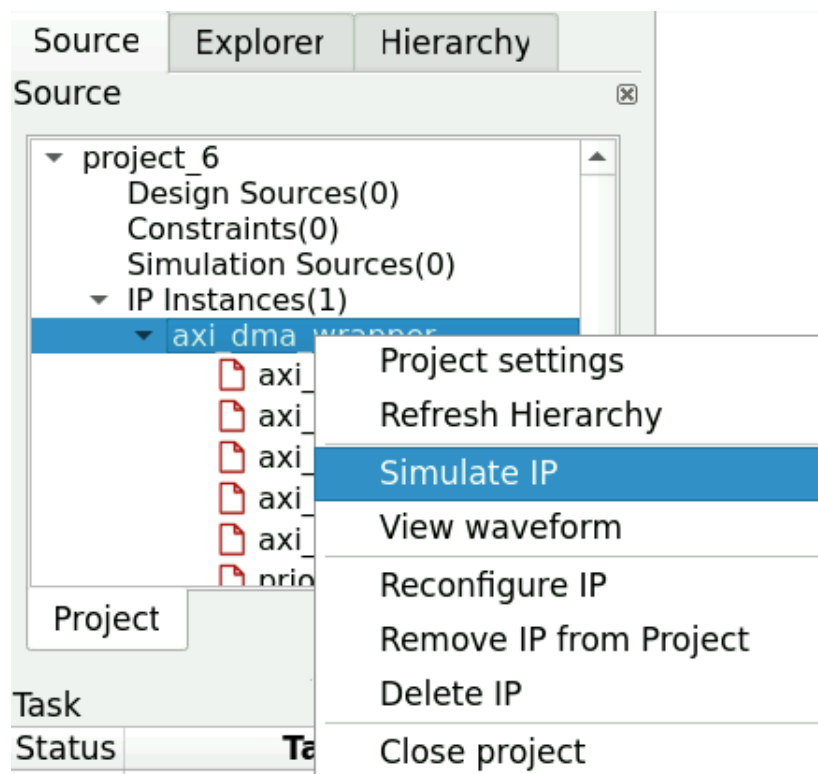 Source Explorer Hierarchy
Source
project_6
Design Sources(0)
Constraints(0)
Simulation Sources(0)
IP Instances(1)
axi_dma_wrapper
axi_
axi_
axi_
axi_
axi_
prio
Project settings
Refresh Hierarchy
Simulate IP
View waveform
Reconfigure IP
Remove IP from Project
Delete IP
Close project
Project
Task
Status Ta